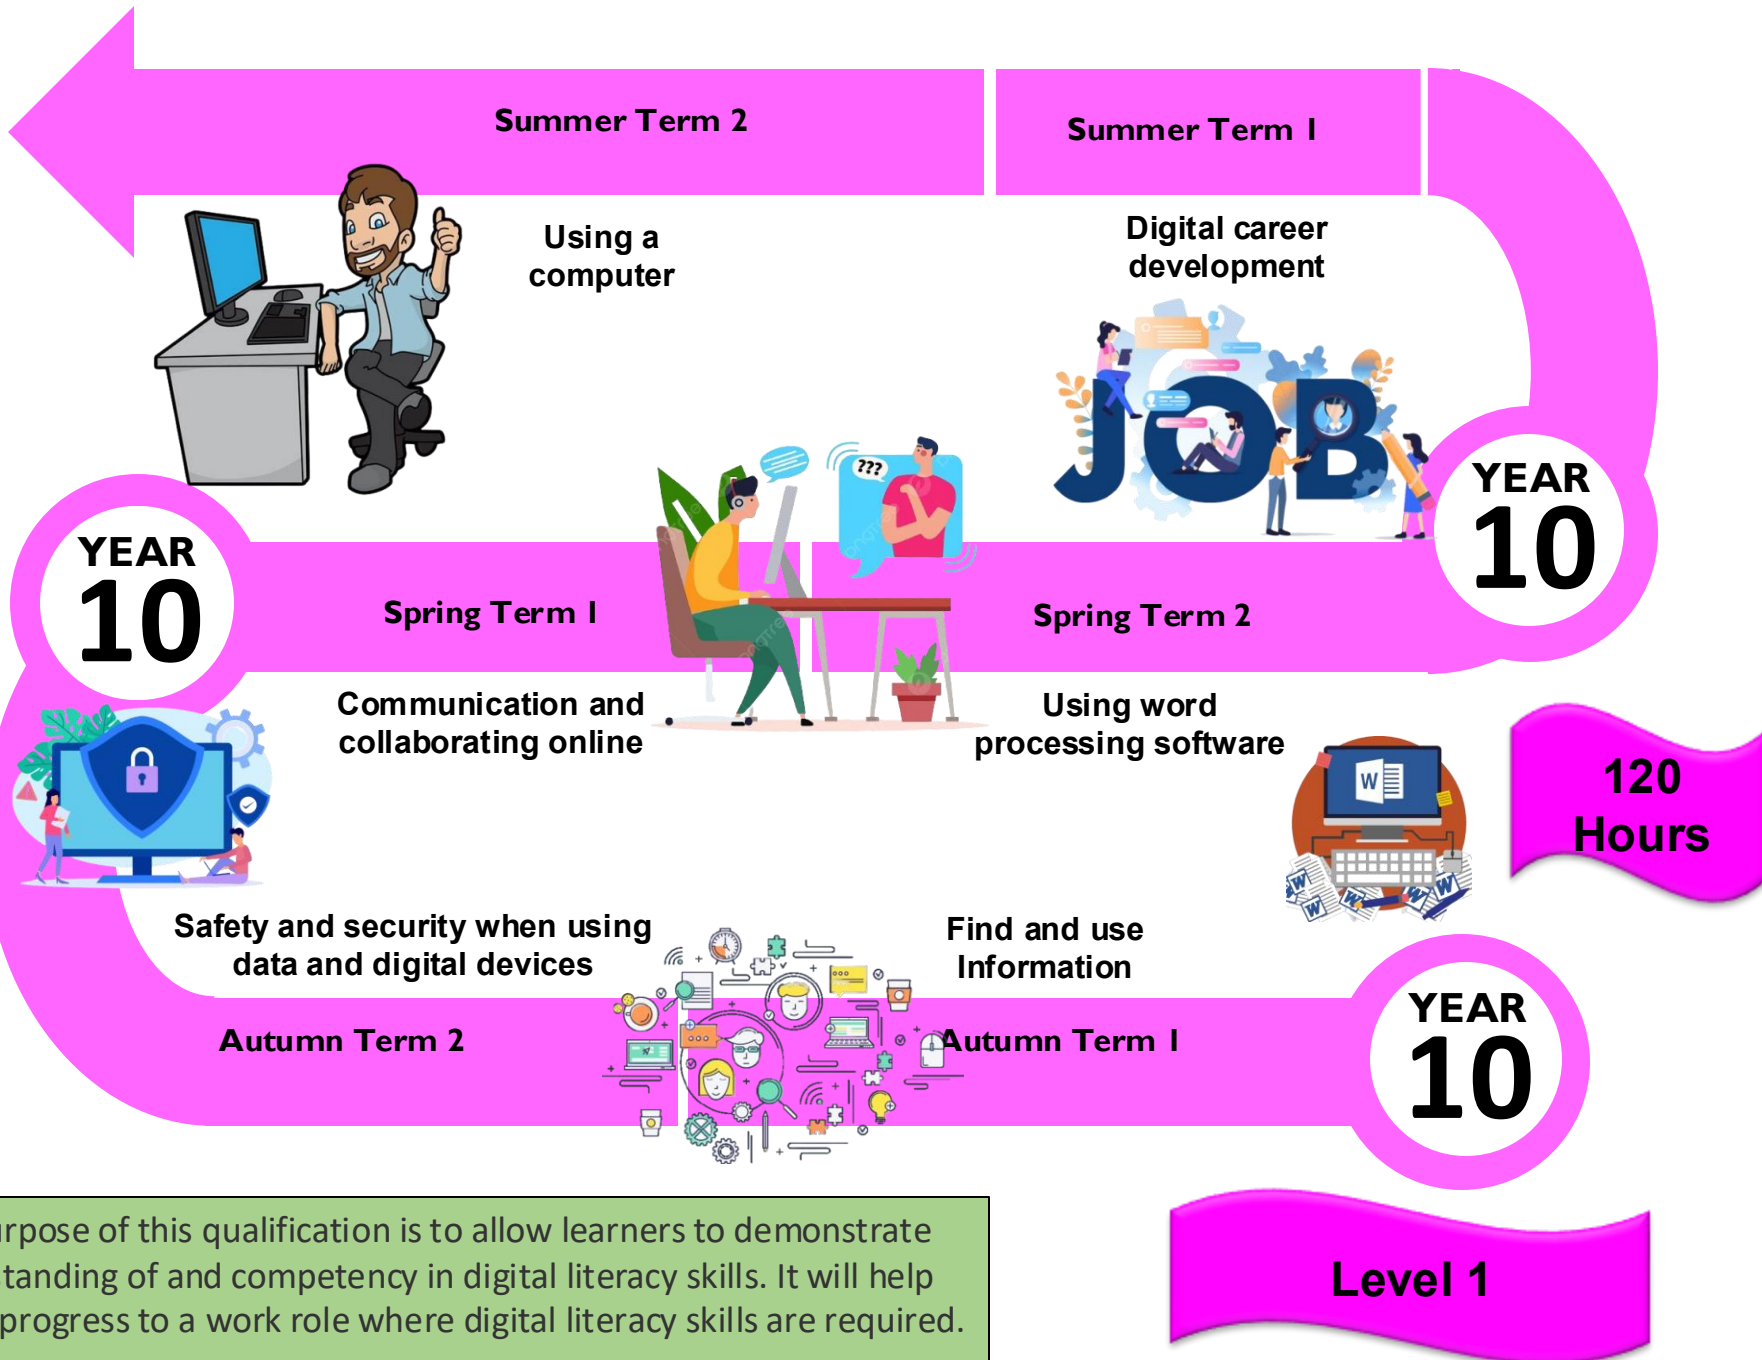 Summer Term 2
Summer Term 1
Using a
computer
Digital career
development
JOB
???
YEAR
10
YEAR
10
Spring Term 1
Spring Term 2
Communication and
collaborating online
Using word
processing software
W
120
Hours
W
W
W
W
Safety and security when using
data and digital devices
Find and use
Information
Autumn Term 2
Autumn Term 1
YEAR
10
purpose of this qualification is to allow learners to demonstrate
standing of and competency in digital literacy skills. It will help
progress to a work role where digital literacy skills are required.
Level 1